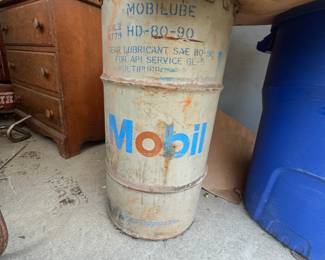 MOBILUBE
HD-80-90
GEAR LUBRICANT SAE 80-90
FOR API SERVICE GL-5
MULTIPURPOSE
Mobil